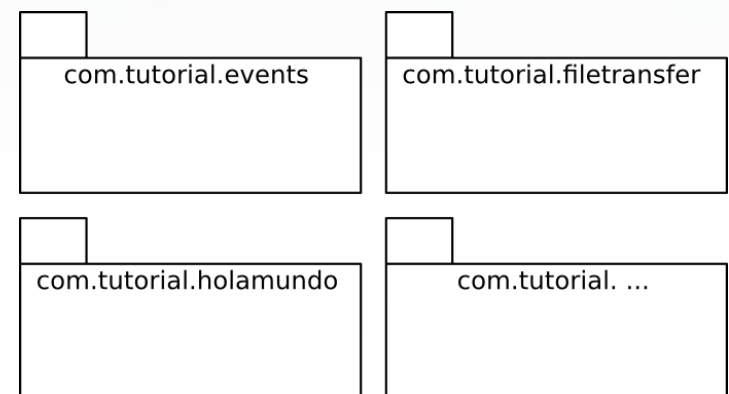 com.tutorial.events
com.tutorial.filetransfer
com.tutorial.holamundo
com.tutorial. ...